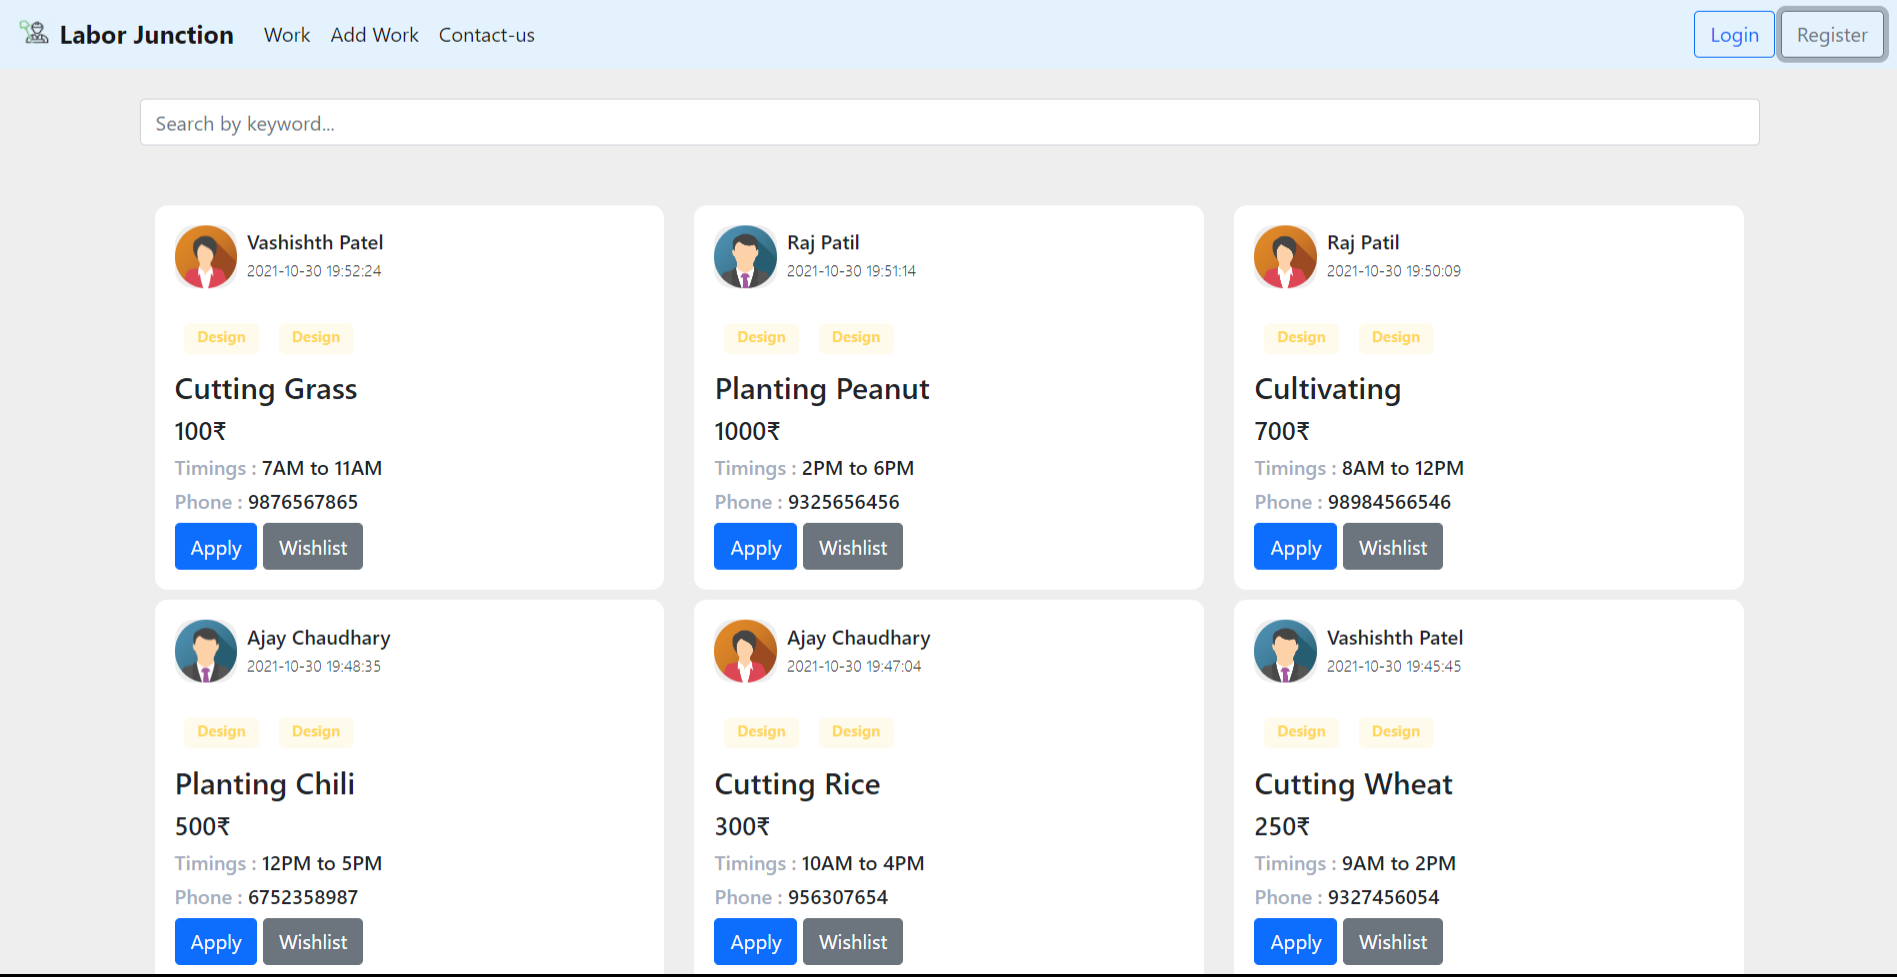 Labor Junction Work Add Work Contact-us Login Register
Search by keyword...
Vashishth Patel
2021-10-30 19:52:24
Design Design
Cutting Grass
100₹
Timings : 7AM to 11AM
Phone : 9876567865
Apply Wishlist
Raj Patil
2021-10-30 19:51:14
Design Design
Planting Peanut
1000₹
Timings : 2PM to 6PM
Phone : 9325656456
Apply Wishlist
Raj Patil
2021-10-30 19:50:09
Design Design
Cultivating
700₹
Timings : 8AM to 12PM
Phone : 98984566546
Apply Wishlist
Ajay Chaudhary
2021-10-30 19:48:35
Design Design
Planting Chili
500₹
Timings : 12PM to 5PM
Phone : 6752358987
Apply Wishlist
Ajay Chaudhary
2021-10-30 19:47:04
Design Design
Cutting Rice
300₹
Timings : 10AM to 4PM
Phone : 956307654
Apply Wishlist
Vashishth Patel
2021-10-30 19:45:45
Design Design
Cutting Wheat
250₹
Timings : 9AM to 2PM
Phone : 9327456054
Apply Wishlist